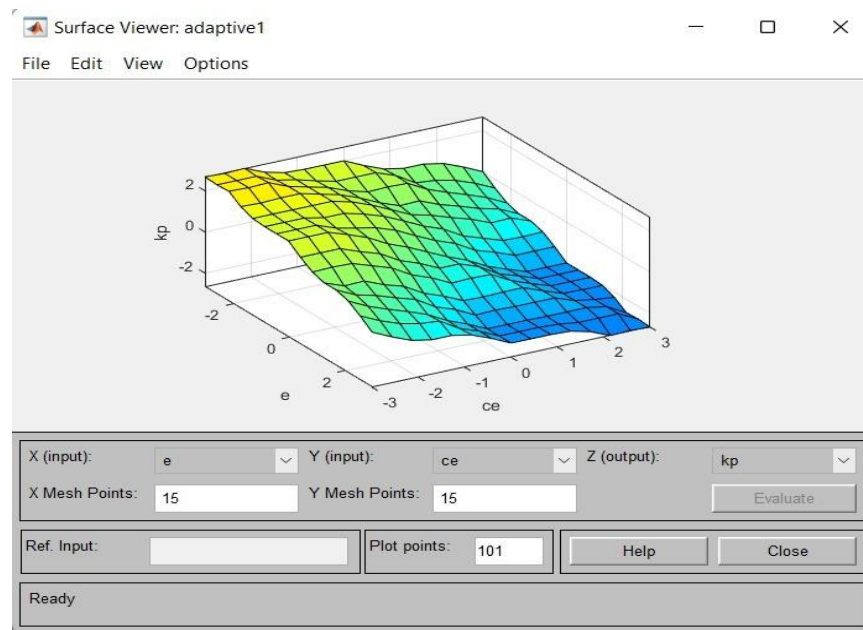 Surface Viewer: adaptive1
File Edit View Options
2
0
-2
kp
-2
0
2
e
-3
-2
-1
0
1
2
3
ce
X (input): e Y (input): ce Z (output): kp
X Mesh Points: 15 Y Mesh Points: 15 Evaluate
Ref. Input: Plot points: 101 Help Close
Ready